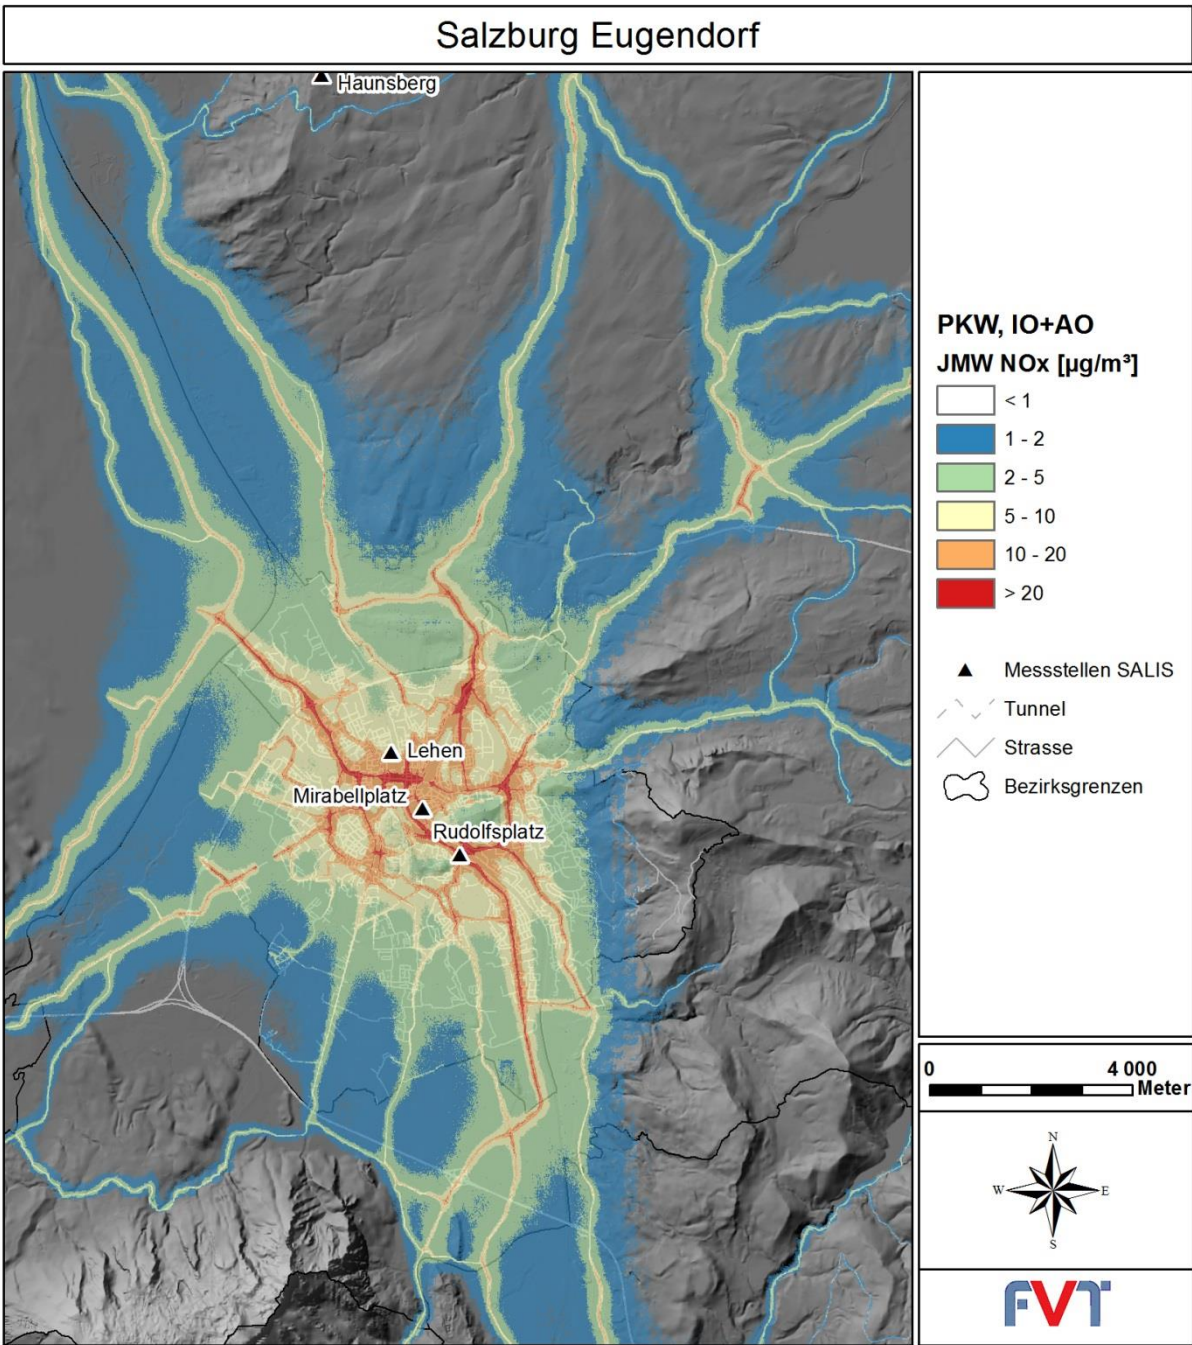 Salzburg Eugendorf
Haunsberg
Lehen
Mirabellplatz
Rudolfsplatz
PKW, IO+AO
JMW NOx [µg/m³]
< 1
1 - 2
2 - 5
5 - 10
10 - 20
> 20
Messstellen SALIS
Tunnel
Strasse
Bezirksgrenzen
0 4 000
Meter
N
W E
S
FVT